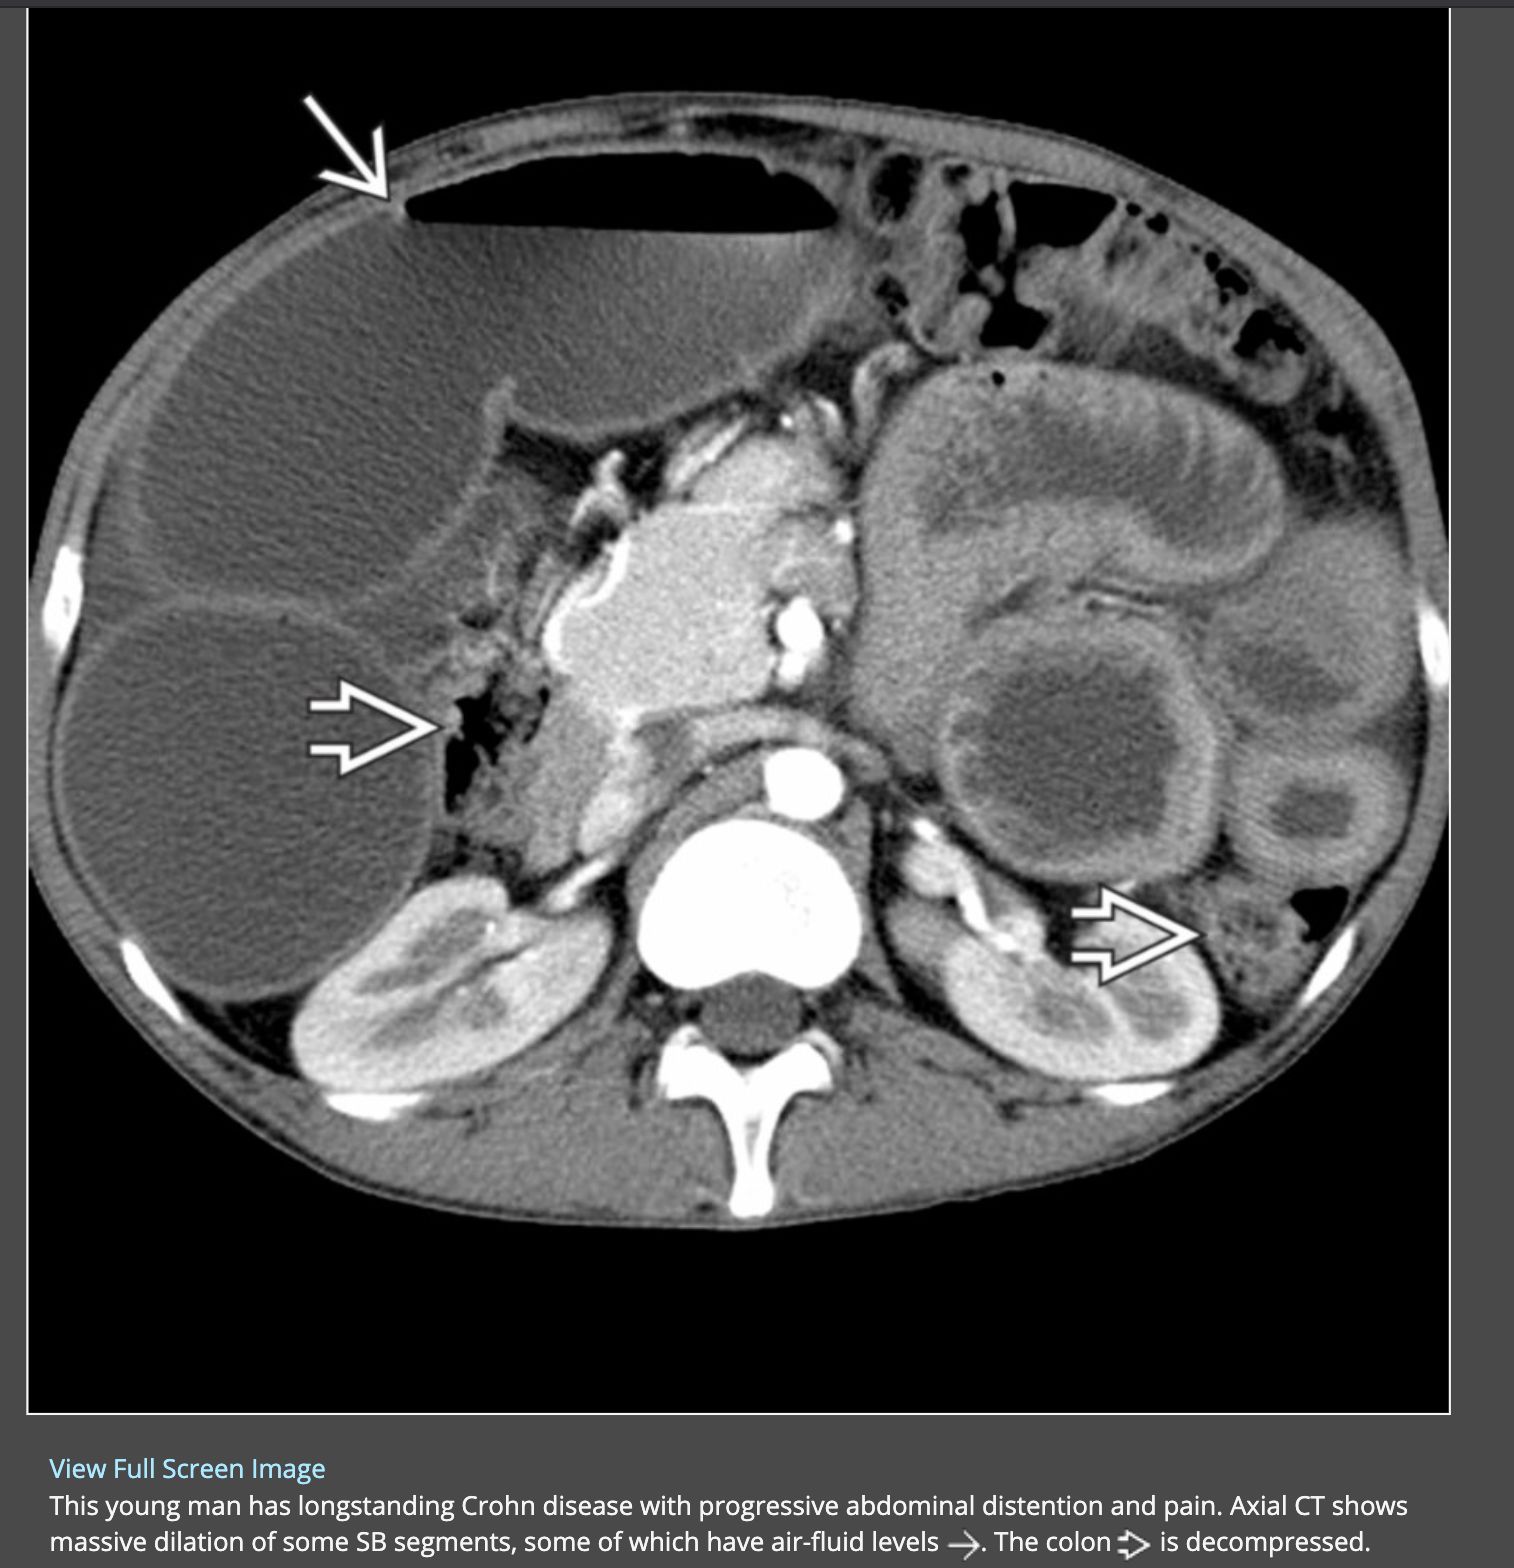 View Full Screen Image
This young man has longstanding Crohn disease with progressive abdominal distention and pain. Axial CT shows
massive dilation of some SB segments, some of which have air-fluid levels →. The colon ⇨ is decompressed.